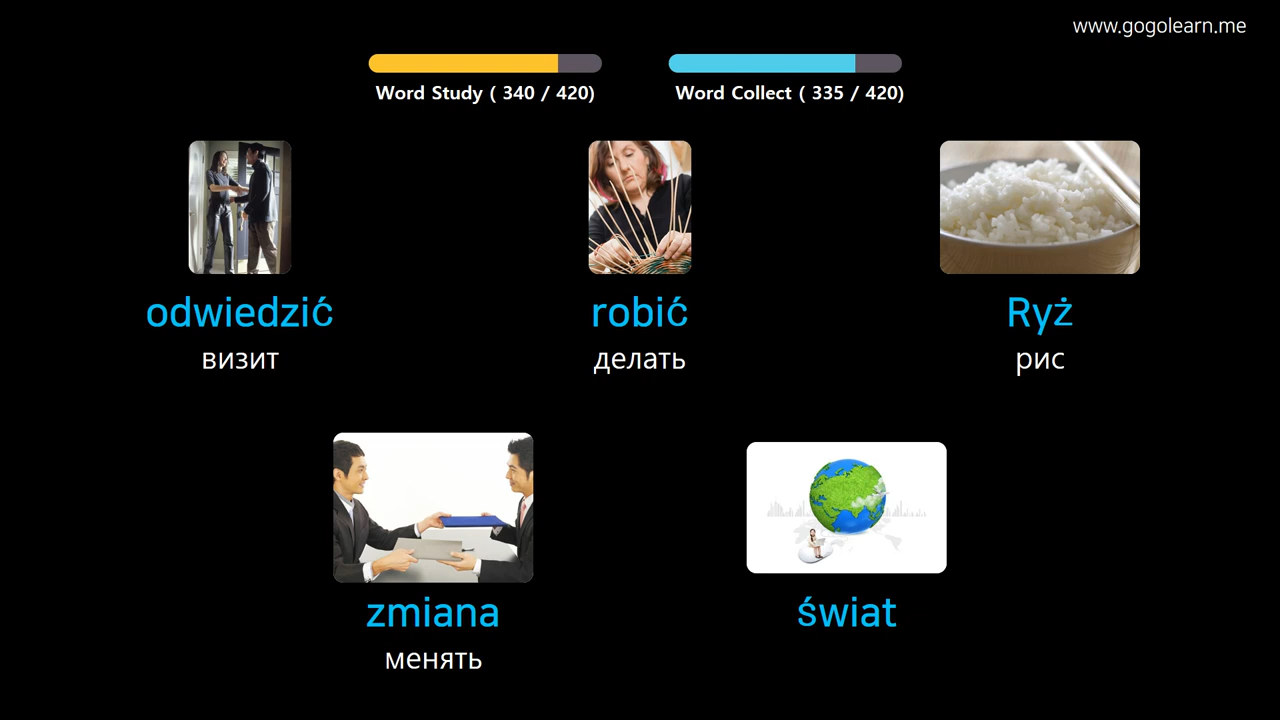 www.gogolearn.me
Word Study ( 340 / 420)
Word Collect ( 335 / 420)
odwiedzić
визит
robić
делать
Ryż
рис
zmiana
менять
świat